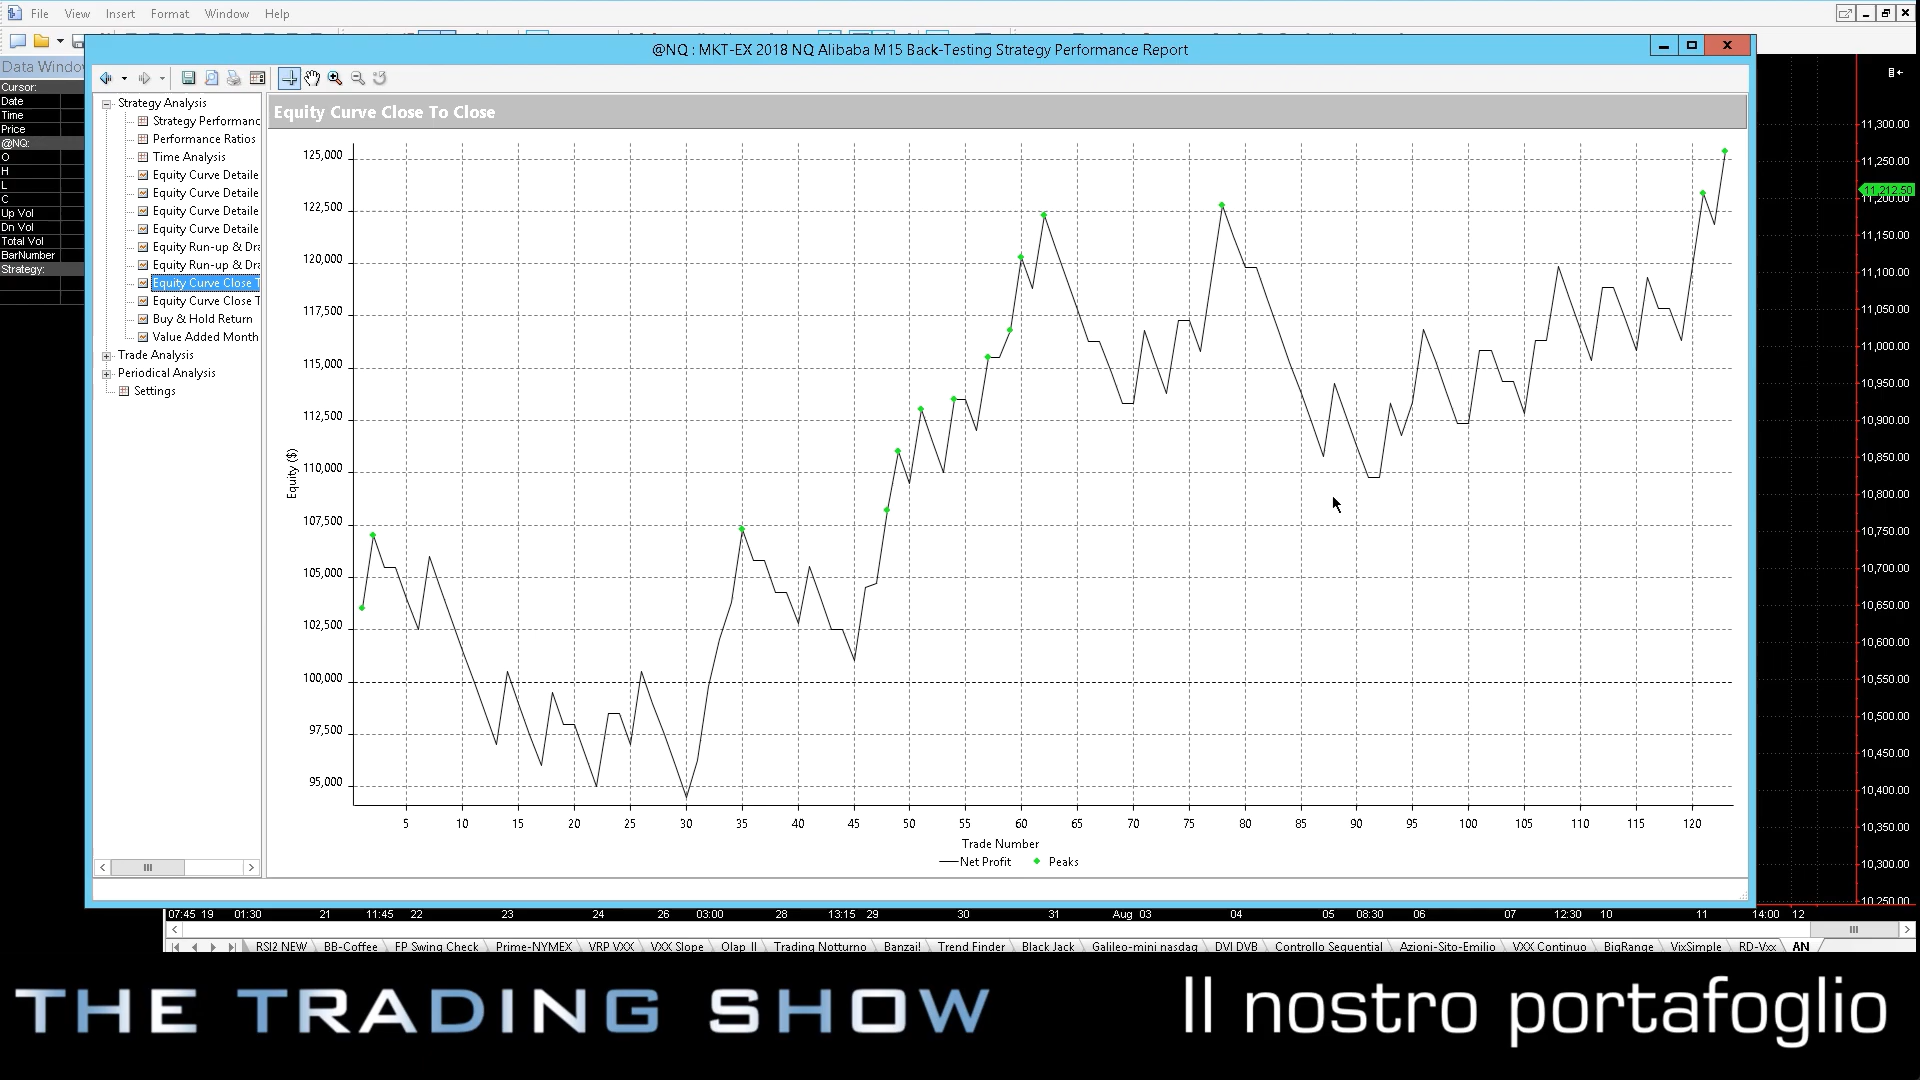 File View Insert Format Window Help
@NQ : MKT-EX 2018 NQ Alibaba M15 Back-Testing Strategy Performance Report
Data Windo
Cursor:
Date
Time
Price
@NQ:
O
H
L
C
Up Vol
Dn Vol
Total Vol
BarNumber
Strategy:
Strategy Analysis
Strategy Performanc
Performance Ratios
Time Analysis
Equity Curve Detaile
Equity Curve Detaile
Equity Curve Detaile
Equity Curve Detaile
Equity Run-up & Dra
Equity Run-up & Dra
Equity Curve Close T
Equity Curve Close T
Buy & Hold Return
Value Added Month
Trade Analysis
Periodical Analysis
Settings
Equity Curve Close To Close
Equity ($)
125,000
122,500
120,000
117,500
115,000
112,500
110,000
107,500
105,000
102,500
100,000
97,500
95,000
5 10 15 20 25 30 35 40 45 50 55 60 65 70 75 80 85 90 95 100 105 110 115 120
Trade Number
Net Profit Peaks
11,300.00
11,250.00
11,212.50
11,200.00
11,150.00
11,100.00
11,050.00
11,000.00
10,950.00
10,900.00
10,850.00
10,800.00
10,750.00
10,700.00
10,650.00
10,600.00
10,550.00
10,500.00
10,450.00
10,400.00
10,350.00
10,300.00
10,250.00
07:45 19 01:30 21 11:45 22 23 24 26 03:00 28 13:15 29 30 31 Aug 03 04 05 08:30 06 07 12:30 10 11 14:00 12
RSI2 NEW BB-Coffee FP Swing Check Prime-NYMEX VRP VXX VXX Slope Olap II Trading Notturno Banzai! Trend Finder Black Jack Galileo-mini nasdaq DVI DVB Controllo Sequential Azioni-Sito-Emilio VXX Continuo BigRange VixSimple RD-Vxx AN
THE TRADING SHOW
Il nostro portafoglio